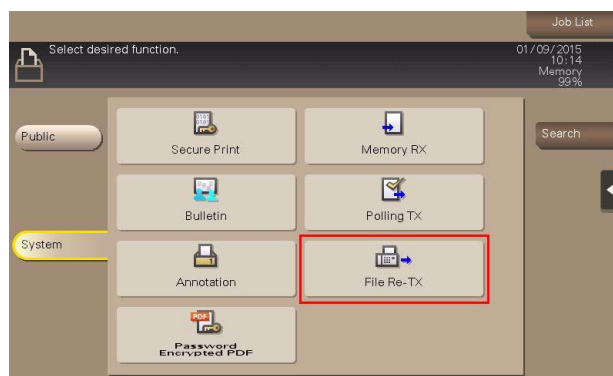 Job List
Select desired function.
01/09/2015
10:14
Memory
99%
Public
Secure Print
Memory RX
Search
Bulletin
Polling TX
System
Annotation
File Re-TX
PDF
Password
Encrypted PDF